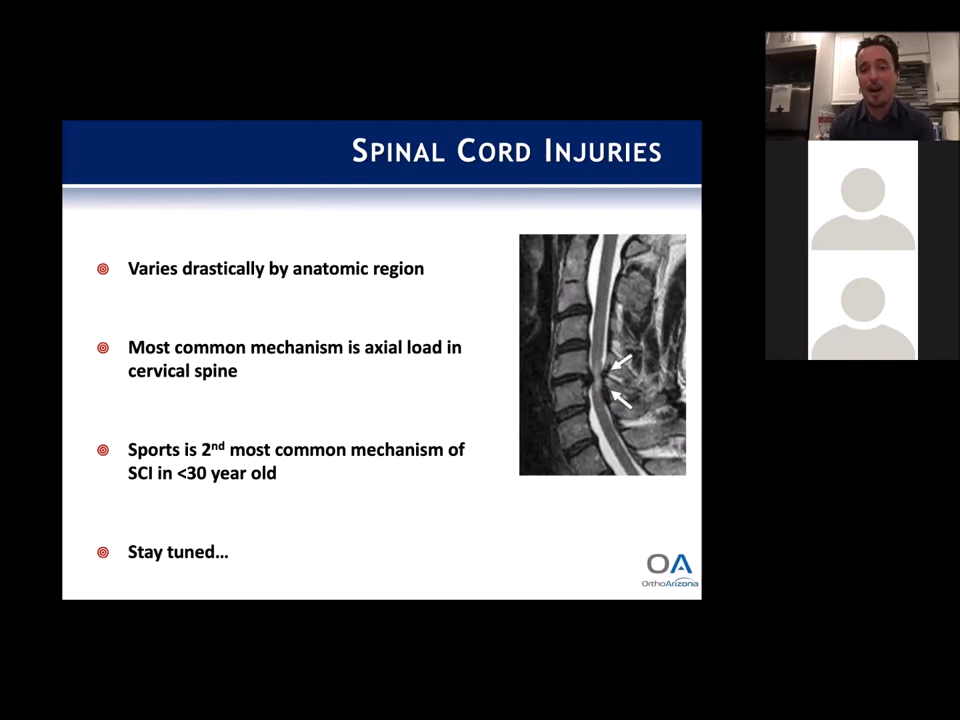 SPINAL CORD INJURIES
Varies drastically by anatomic region
Most common mechanism is axial load in
cervical spine
Sports is 2nd most common mechanism of
SCI in <30 year old
Stay tuned…
OA
OrthoArizona